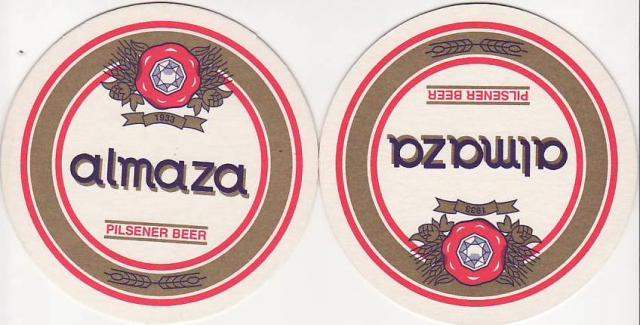 1933
almaza
PILSENER BEER
PILSENER BEER
almaza
1933